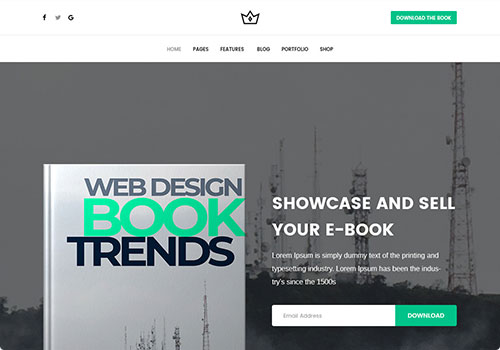 DOWNLOAD THE BOOK
HOME PAGES FEATURES BLOG PORTFOLIO SHOP
WEB DESIGN
BOOK
TRENDS
SHOWCASE AND SELL
YOUR E-BOOK
Lorem Ipsum is simply dummy text of the printing and
typesetting industry. Lorem Ipsum has been the indus-
try's since the 1500s
Email Address DOWNLOAD